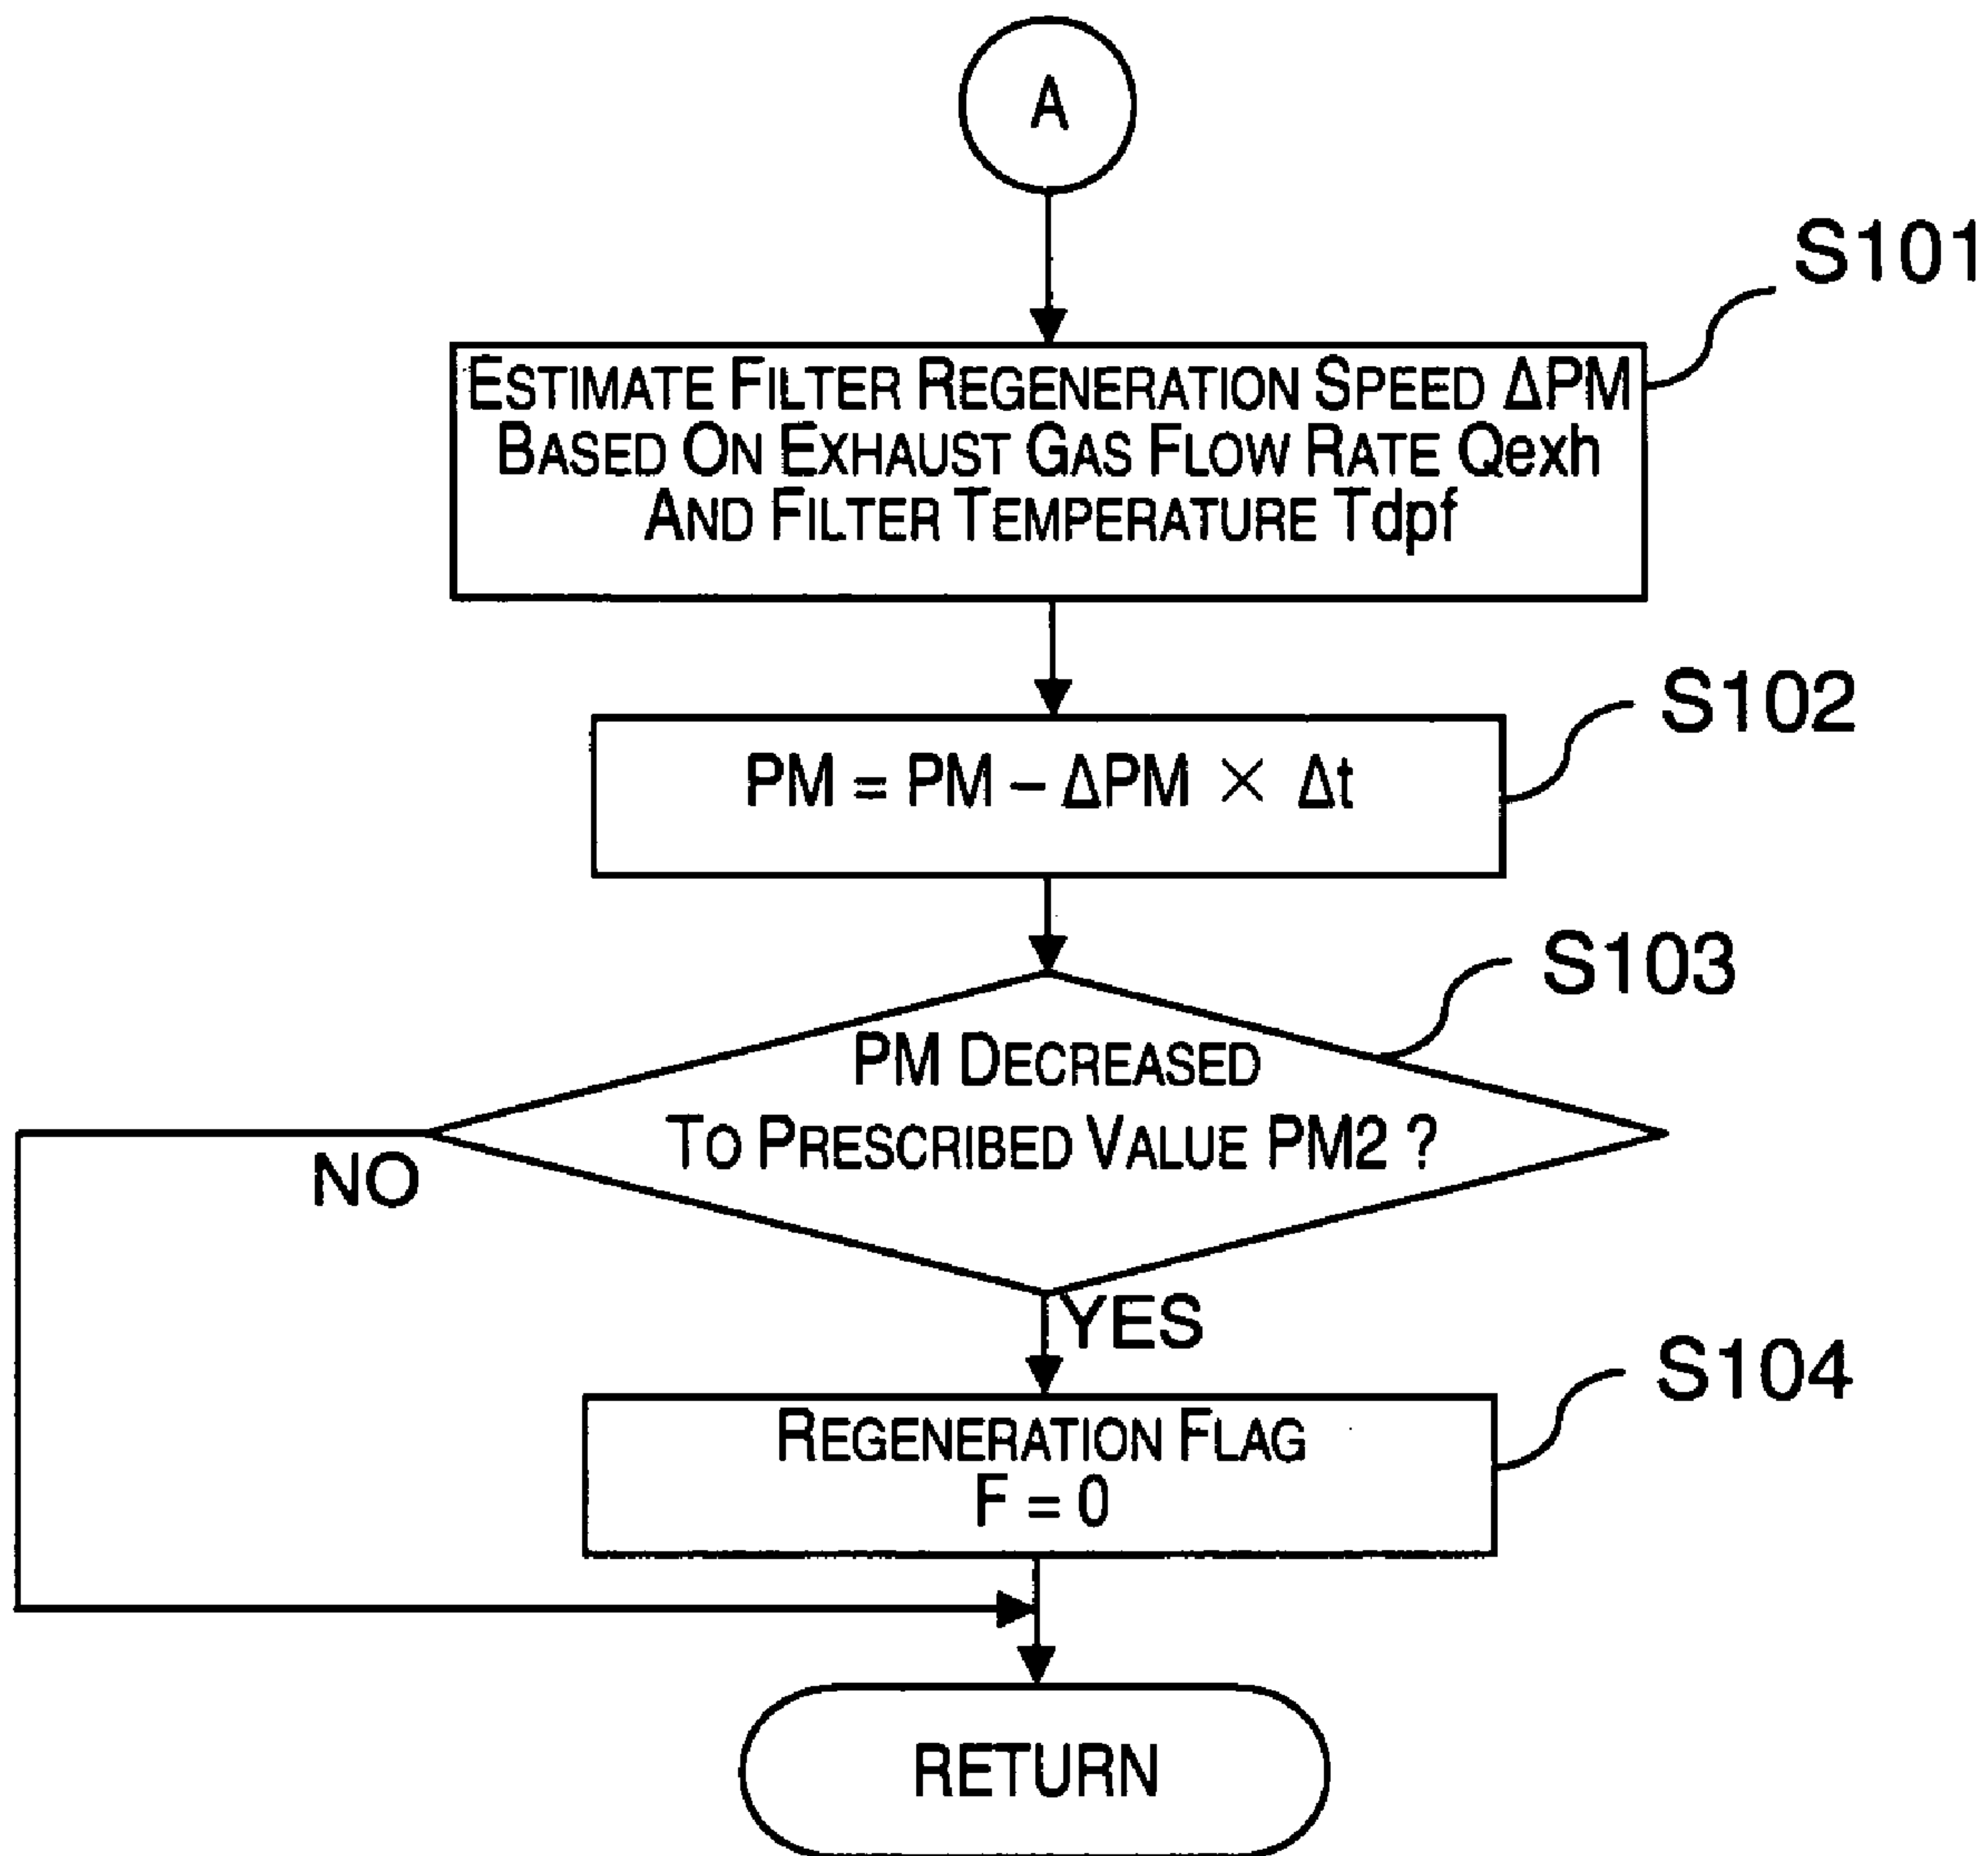 A
S101
ESTIMATE FILTER REGENERATION SPEED ΔPM
BASED ON EXHAUST GAS FLOW RATE Qexh
AND FILTER TEMPERATURE Tdpf
S102
PM = PM – ΔPM × Δt
S103
PM DECREASED
TO PRESCRIBED VALUE PM2 ?
NO
YES
S104
REGENERATION FLAG
F = 0
RETURN